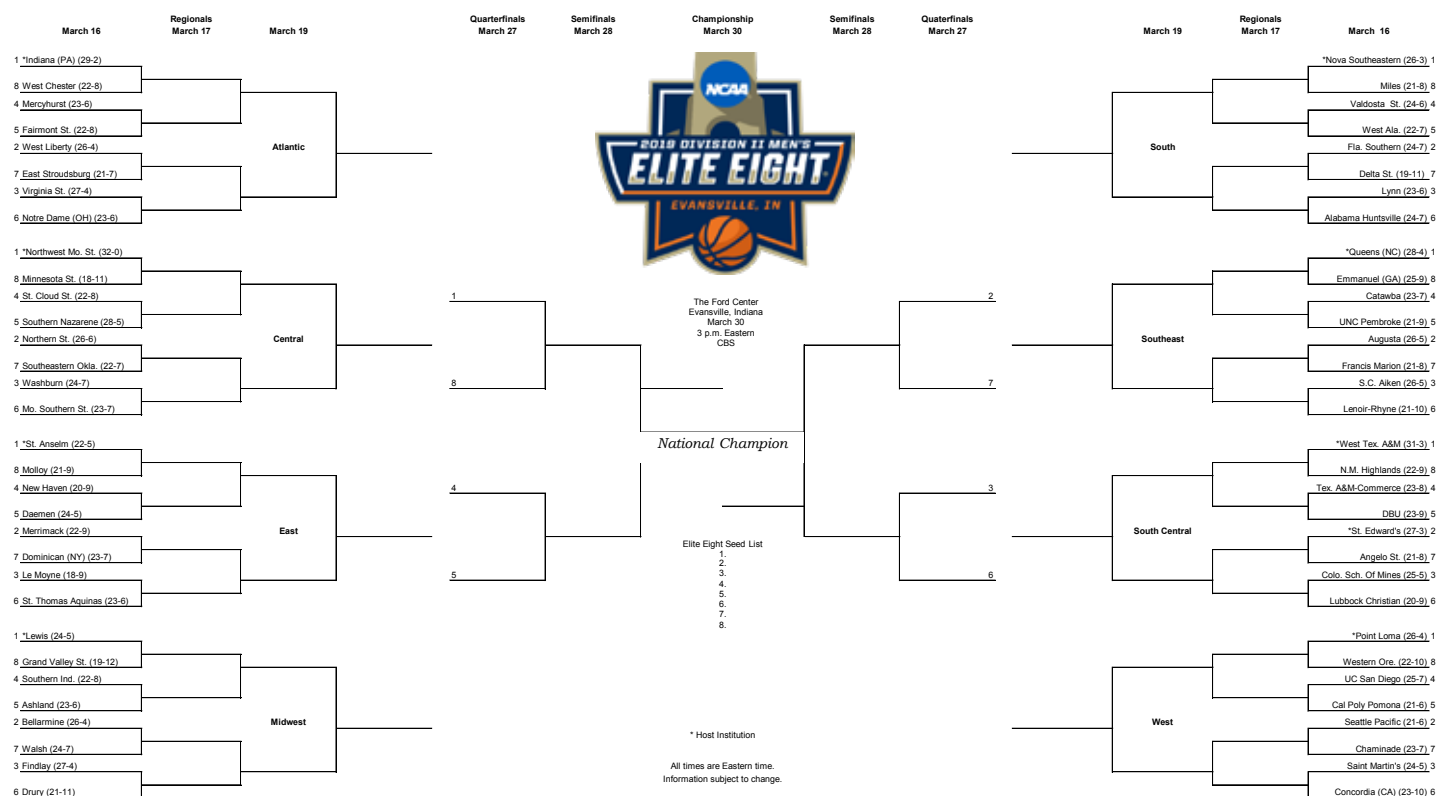 Regionals
Quarterfinals
Semifinals
Championship
Semifinals
Quaterfinals
Regionals
March 16
March 17
March 19
March 27
March 28
March 30
March 28
March 27
March 19
March 17
March 16
1 *Indiana (PA) (29-2)
8 West Chester (22-8)
4 Mercyhurst (23-6)
5 Fairmont St. (22-8)
Atlantic
2 West Liberty (26-4)
7 East Stroudsburg (21-7)
3 Virginia St. (27-4)
6 Notre Dame (OH) (23-6)
1 *Northwest Mo. St. (32-0)
8 Minnesota St. (18-11)
4 St. Cloud St. (22-8)
5 Southern Nazarene (28-5)
Central
2 Northern St. (26-6)
7 Southeastern Okla. (22-7)
3 Washburn (24-7)
6 Mo. Southern St. (23-7)
1 *St. Anselm (22-5)
8 Molloy (21-9)
4 New Haven (20-9)
5 Daemen (24-5)
East
2 Merrimack (22-9)
7 Dominican (NY) (23-7)
3 Le Moyne (18-9)
6 St. Thomas Aquinas (23-6)
1 *Lewis (24-5)
8 Grand Valley St. (19-12)
4 Southern Ind. (22-8)
5 Ashland (23-6)
Midwest
2 Bellarmine (26-4)
7 Walsh (24-7)
3 Findlay (27-4)
6 Drury (21-11)
1
8
4
5
NCAA
2019 DIVISION II MEN'S
ELITE EIGHT
EVANSVILLE, IN
The Ford Center
Evansville, Indiana
March 30
3 p.m. Eastern
CBS
National Champion
Elite Eight Seed List
1.
2.
3.
4.
5.
6.
7.
8.
* Host Institution
All times are Eastern time.
Information subject to change.
2
7
3
6
*Nova Southeastern (26-3) 1
Miles (21-8) 8
Valdosta St. (24-6) 4
West Ala. (22-7) 5
South
Fla. Southern (24-7) 2
Delta St. (19-11) 7
Lynn (23-6) 3
Alabama Huntsville (24-7) 6
*Queens (NC) (28-4) 1
Emmanuel (GA) (25-9) 8
Catawba (23-7) 4
UNC Pembroke (21-9) 5
Southeast
Augusta (26-5) 2
Francis Marion (21-8) 7
S.C. Aiken (26-5) 3
Lenoir-Rhyne (21-10) 6
*West Tex. A&M (31-3) 1
N.M. Highlands (22-9) 8
Tex. A&M-Commerce (23-8) 4
DBU (23-9) 5
South Central
*St. Edward's (27-3) 2
Angelo St. (21-8) 7
Colo. Sch. Of Mines (25-5) 3
Lubbock Christian (20-9) 6
*Point Loma (26-4) 1
Western Ore. (22-10) 8
UC San Diego (25-7) 4
Cal Poly Pomona (21-6) 5
West
Seattle Pacific (21-6) 2
Chaminade (23-7) 7
Saint Martin's (24-5) 3
Concordia (CA) (23-10) 6